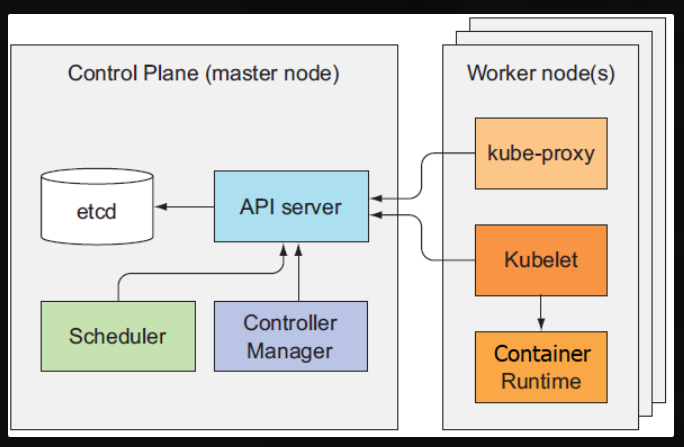 Control Plane (master node)
Worker node(s)
kube-proxy
etcd
API server
Kubelet
Scheduler
Controller
Manager
Container
Runtime